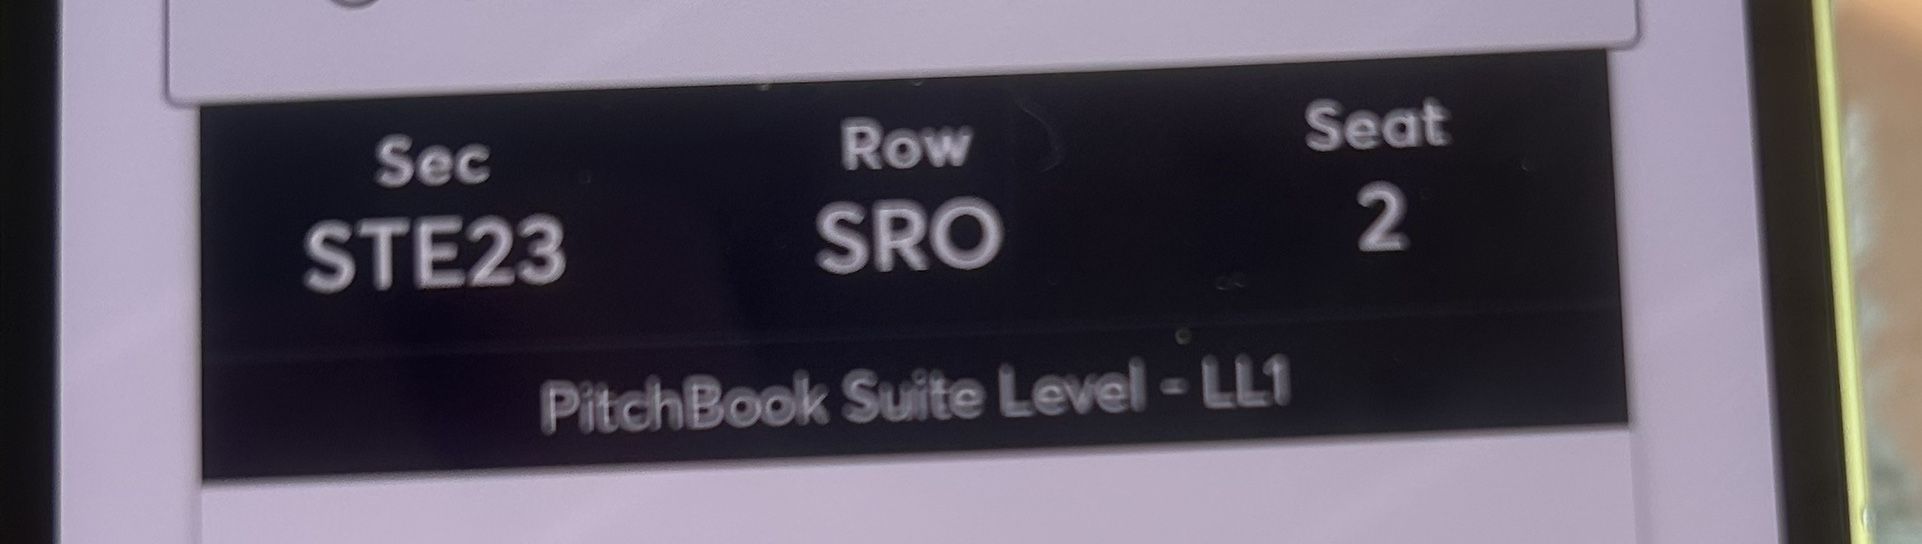 Sec Row Seat
STE23 SRO 2
PitchBook Suite Level - LL1